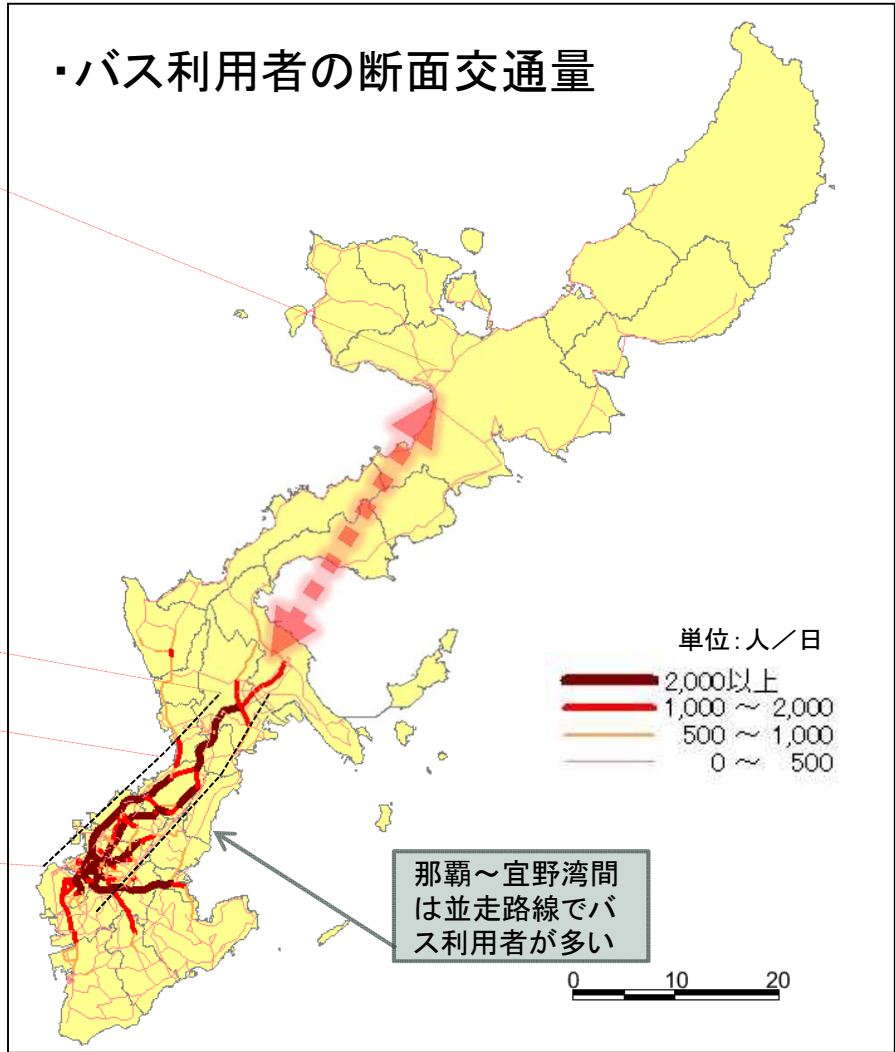 ・バス利用者の断面交通量
単位：人／日
2,000以上
1,000 ～ 2,000
500 ～ 1,000
0 ～ 500
那覇～宜野湾間
は並走路線でバ
ス利用者が多い
0 10 20